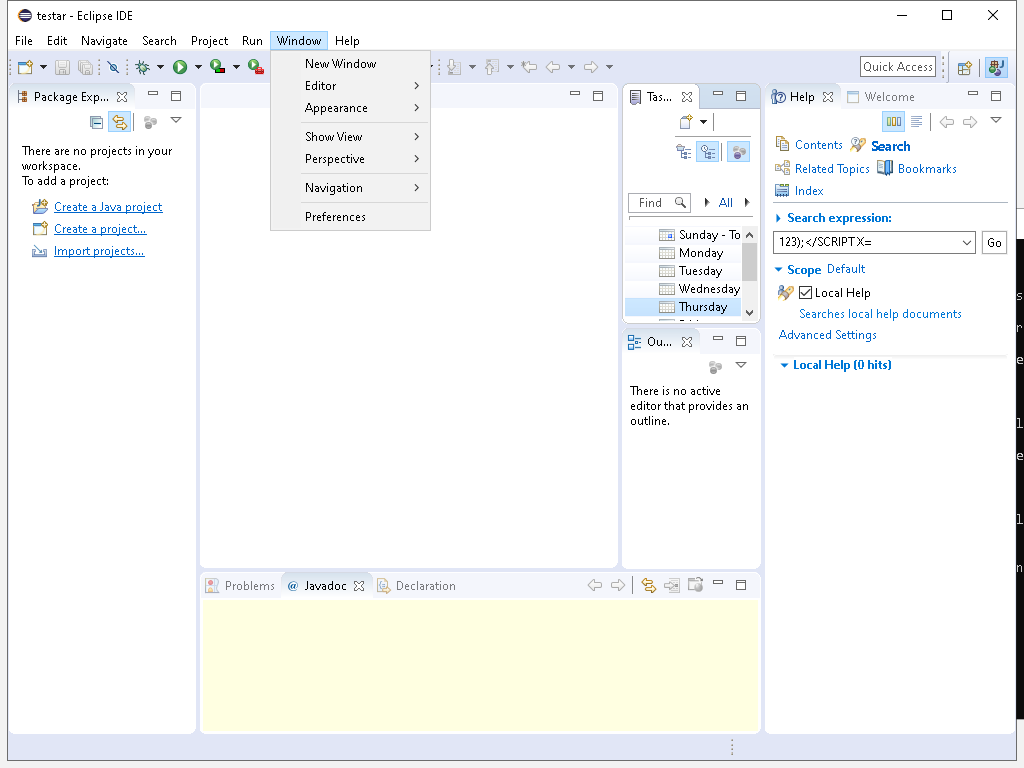 testar - Eclipse IDE
File Edit Navigate Search Project Run Window Help
Quick Access
New Window
Editor
Appearance
Show View
Perspective
Navigation
Preferences
Package Exp...
There are no projects in your
workspace.
To add a project:
Create a Java project
Create a project...
Import projects...
Tas...
Find
All
Sunday - To
Monday
Tuesday
Wednesday
Thursday
Ou...
There is no active
editor that provides an
outline.
Help Welcome
Contents Search
Related Topics Bookmarks
Index
Search expression:
123);</SCRIPTX=
Go
Scope Default
Local Help
Searches local help documents
Advanced Settings
Local Help (0 hits)
Problems @ Javadoc Declaration